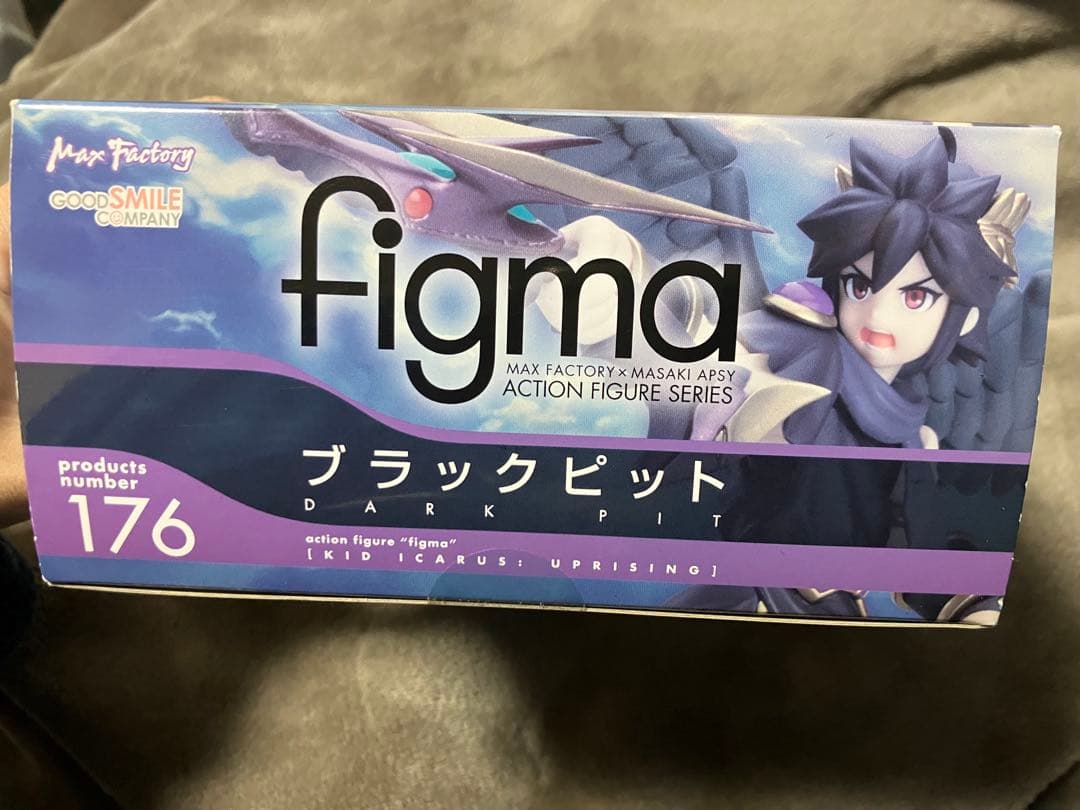 Max Factory
GOOD SMILE
COMPANY
figma
MAX FACTORY × MASAKI APSY
ACTION FIGURE SERIES
products
number
176
ブラックピット
DARK PIT
action figure "figma"
[KID ICARUS: UPRISING]